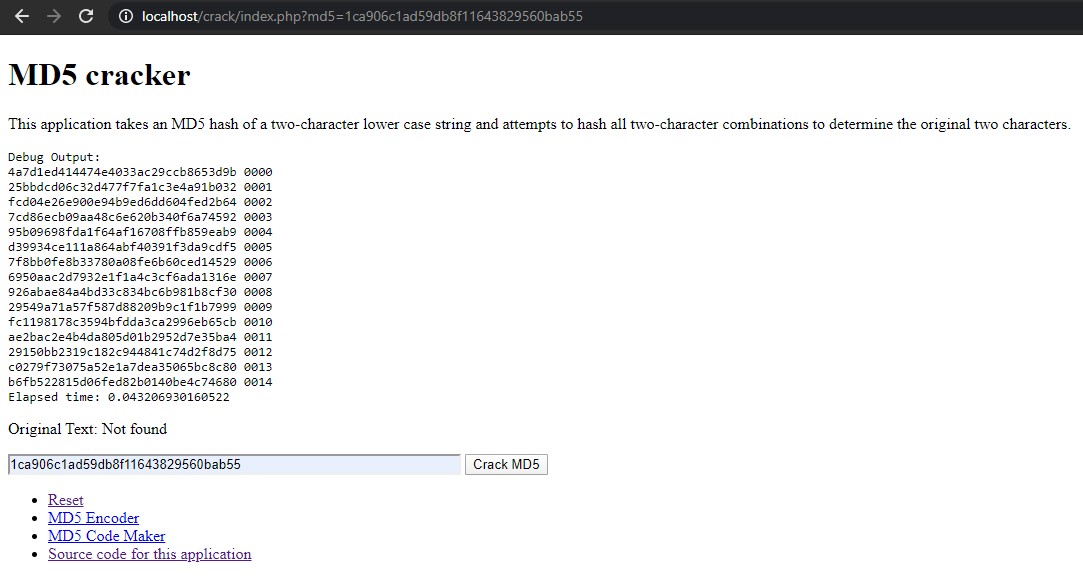 localhost/crack/index.php?md5=1ca906c1ad59db8f11643829560bab55
MD5 cracker
This application takes an MD5 hash of a two-character lower case string and attempts to hash all two-character combinations to determine the original two characters.
Debug Output:
4a7d1ed414474e4033ac29ccb8653d9b 0000
25bbdcd06c32d477f7fa1c3e4a91b032 0001
fcd04e26e900e94b9ed6dd604fed2b64 0002
7cd86ecb09aa48c6e620b340f6a74592 0003
95b09698fda1f64af16708ffb859eab9 0004
d39934ce111a864abf40391f3da9cdf5 0005
7f8bb0fe8b33780a08fe6b60ced14529 0006
6950aac2d7932e1f1a4c3cf6ada1316e 0007
926abae84a4bd33c834bc6b981b8cf30 0008
29549a71a57f587d88209b9c1f1b7999 0009
fc1198178c3594bfdda3ca2996eb65cb 0010
ae2bac2e4b4da805d01b2952d7e35ba4 0011
29150bb2319c182c944841c74d2f8d75 0012
c0279f73075a52e1a7dea35065bc8c80 0013
b6fb522815d06fed82b0140be4c74680 0014
Elapsed time: 0.043206930160522
Original Text: Not found
1ca906c1ad59db8f11643829560bab55 Crack MD5
• Reset
• MD5 Encoder
• MD5 Code Maker
• Source code for this application